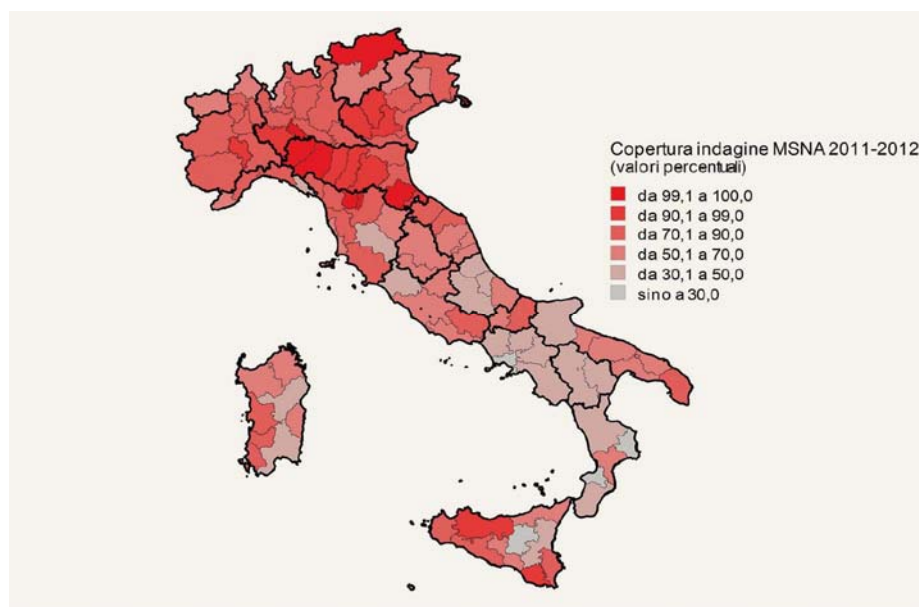 Copertura indagine MSNA 2011-2012
(valori percentuali)
da 99,1 a 100,0
da 90,1 a 99,0
da 70,1 a 90,0
da 50,1 a 70,0
da 30,1 a 50,0
sino a 30,0